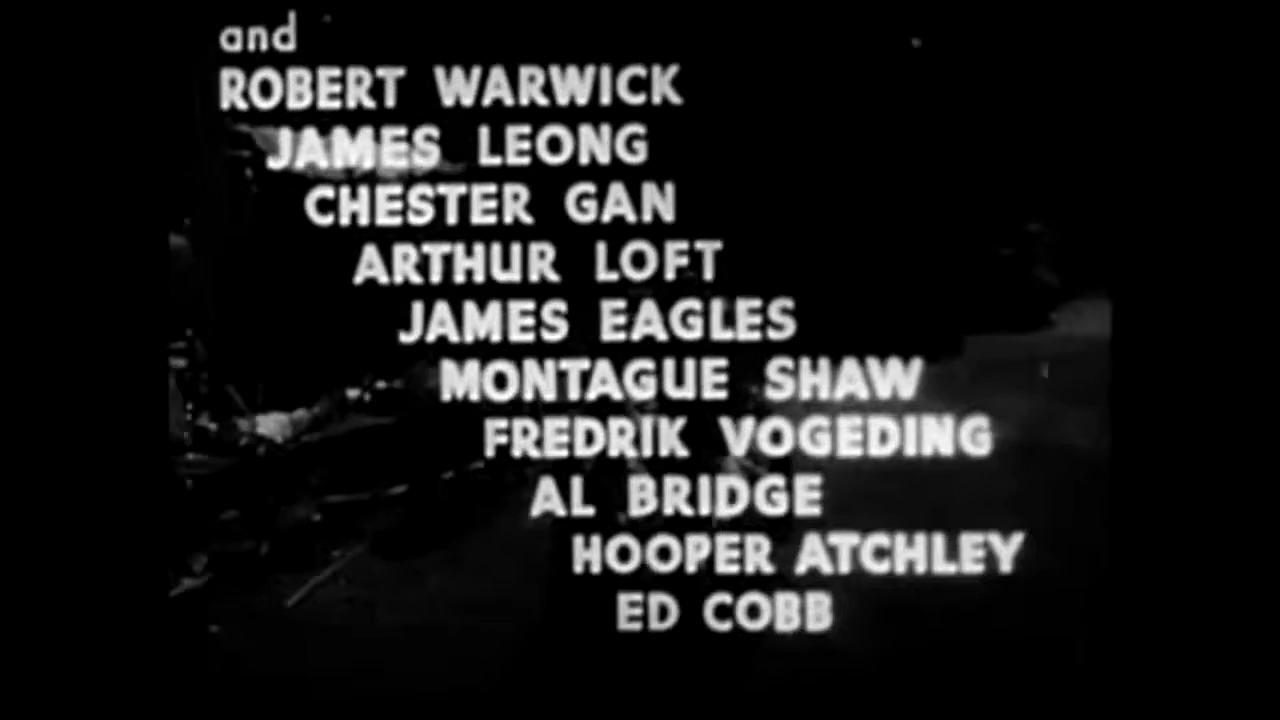 and
ROBERT WARWICK
JAMES LEONG
CHESTER GAN
ARTHUR LOFT
JAMES EAGLES
MONTAGUE SHAW
FREDRIK VOGEDING
AL BRIDGE
HOOPER ATCHLEY
ED COBB